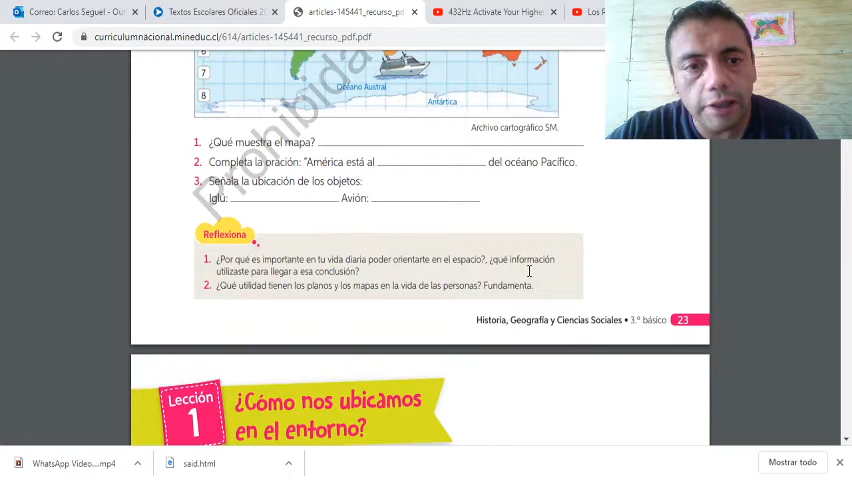 Correo: Carlos Seguel - Out
Textos Escolares Oficiales 20
articles-145441_recurso_pdf.pd
432Hz Activate Your Higher
Los R
curriculumnacional.mineduc.cl/614/articles-145441_recurso_pdf.pdf
6
7
8
Océano Austral
Antártica
Prohibida
Archivo cartográfico SM.
1. ¿Qué muestra el mapa?
2. Completa la oración: "América está al del océano Pacífico.
3. Señala la ubicación de los objetos:
Iglú: Avión:
Reflexiona
1. ¿Por qué es importante en tu vida diaria poder orientarte en el espacio?, ¿qué información
utilizaste para llegar a esa conclusión?
2. ¿Qué utilidad tienen los planos y los mapas en la vida de las personas? Fundamenta.
Historia, Geografía y Ciencias Sociales • 3.º básico 23
Lección
1
¿Cómo nos ubicamos
en el entorno?
WhatsApp Video....mp4
said.html
Mostrar todo